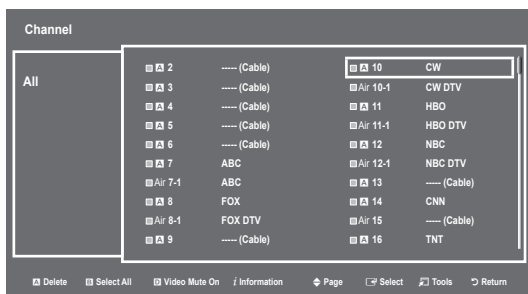 Channel
All
A 2 ----- (Cable)
A 3 ----- (Cable)
A 4 ----- (Cable)
A 5 ----- (Cable)
A 6 ----- (Cable)
A 7 ABC
Air 7-1 ABC
A 8 FOX
Air 8-1 FOX DTV
A 9 ----- (Cable)
A 10 CW
Air 10-1 CW DTV
A 11 HBO
Air 11-1 HBO DTV
A 12 NBC
Air 12-1 NBC DTV
A 13 ----- (Cable)
A 14 CNN
Air 15 ----- (Cable)
A 16 TNT
A Delete B Select All D Video Mute On i Information Page Select Tools Return